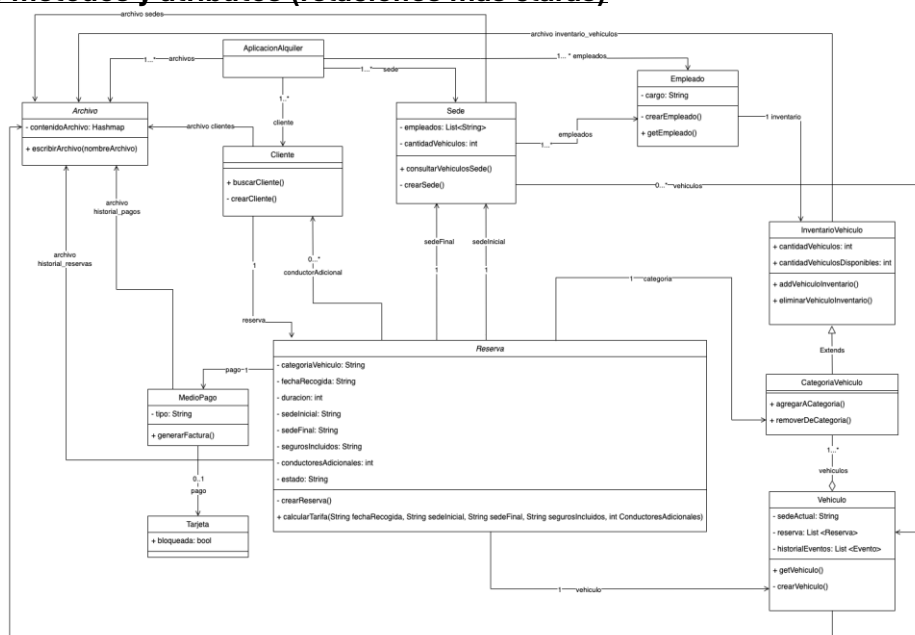 métodos y atributos (relaciones más claras)
archivo sedes
archivo inventario_vehiculos
AplicacionAlquiler
1...* archivos
1...* sede
1... * empleados
1..*
cliente
Archivo
- contenidoArchivo: Hashmap
+ escribirArchivo(nombreArchivo)
archivo clientes
Cliente
+ buscarCliente()
- crearCliente()
Sede
- empleados: List<String>
- cantidadVehiculos: int
+ consultarVehiculosSede()
- crearSede()
empleados
1...*
Empleado
- cargo: String
- crearEmpleado()
+ getEmpleado()
1 inventario
0...* vehiculos
archivo
historial_pagos
archivo
historial_reservas
1
reserva
0...*
conductorAdicional
sedeFinal
1
sedeInicial
1
1
categoria
InventarioVehiculo
+ cantidadVehiculos: int
+ cantidadVehiculosDisponibles: int
+ addVehiculoInventario()
+ eliminarVehiculoInventario()
Extends
CategoriaVehiculo
+ agregarACategoria()
+ removerDeCategoria()
1...*
vehiculos
Reserva
- categoriaVehiculo: String
- fechaRecogida: String
- duracion: int
- sedeInicial: String
- sedeFinal: String
- segurosIncluidos: String
- conductoresAdicionales: int
- estado: String
- crearReserva()
+ calcularTarifa(String fechaRecogida, String sedeInicial, String sedeFinal, String segurosIncluidos, int ConductoresAdicionales)
pago 1
MedioPago
- tipo: String
+ generarFactura()
0..1
pago
Tarjeta
+ bloqueada: bool
Vehiculo
- sedeActual: String
- reserva: List <Reserva>
- historialEventos: List <Evento>
+ getVehiculo()
- crearVehiculo()
1 vehiculo